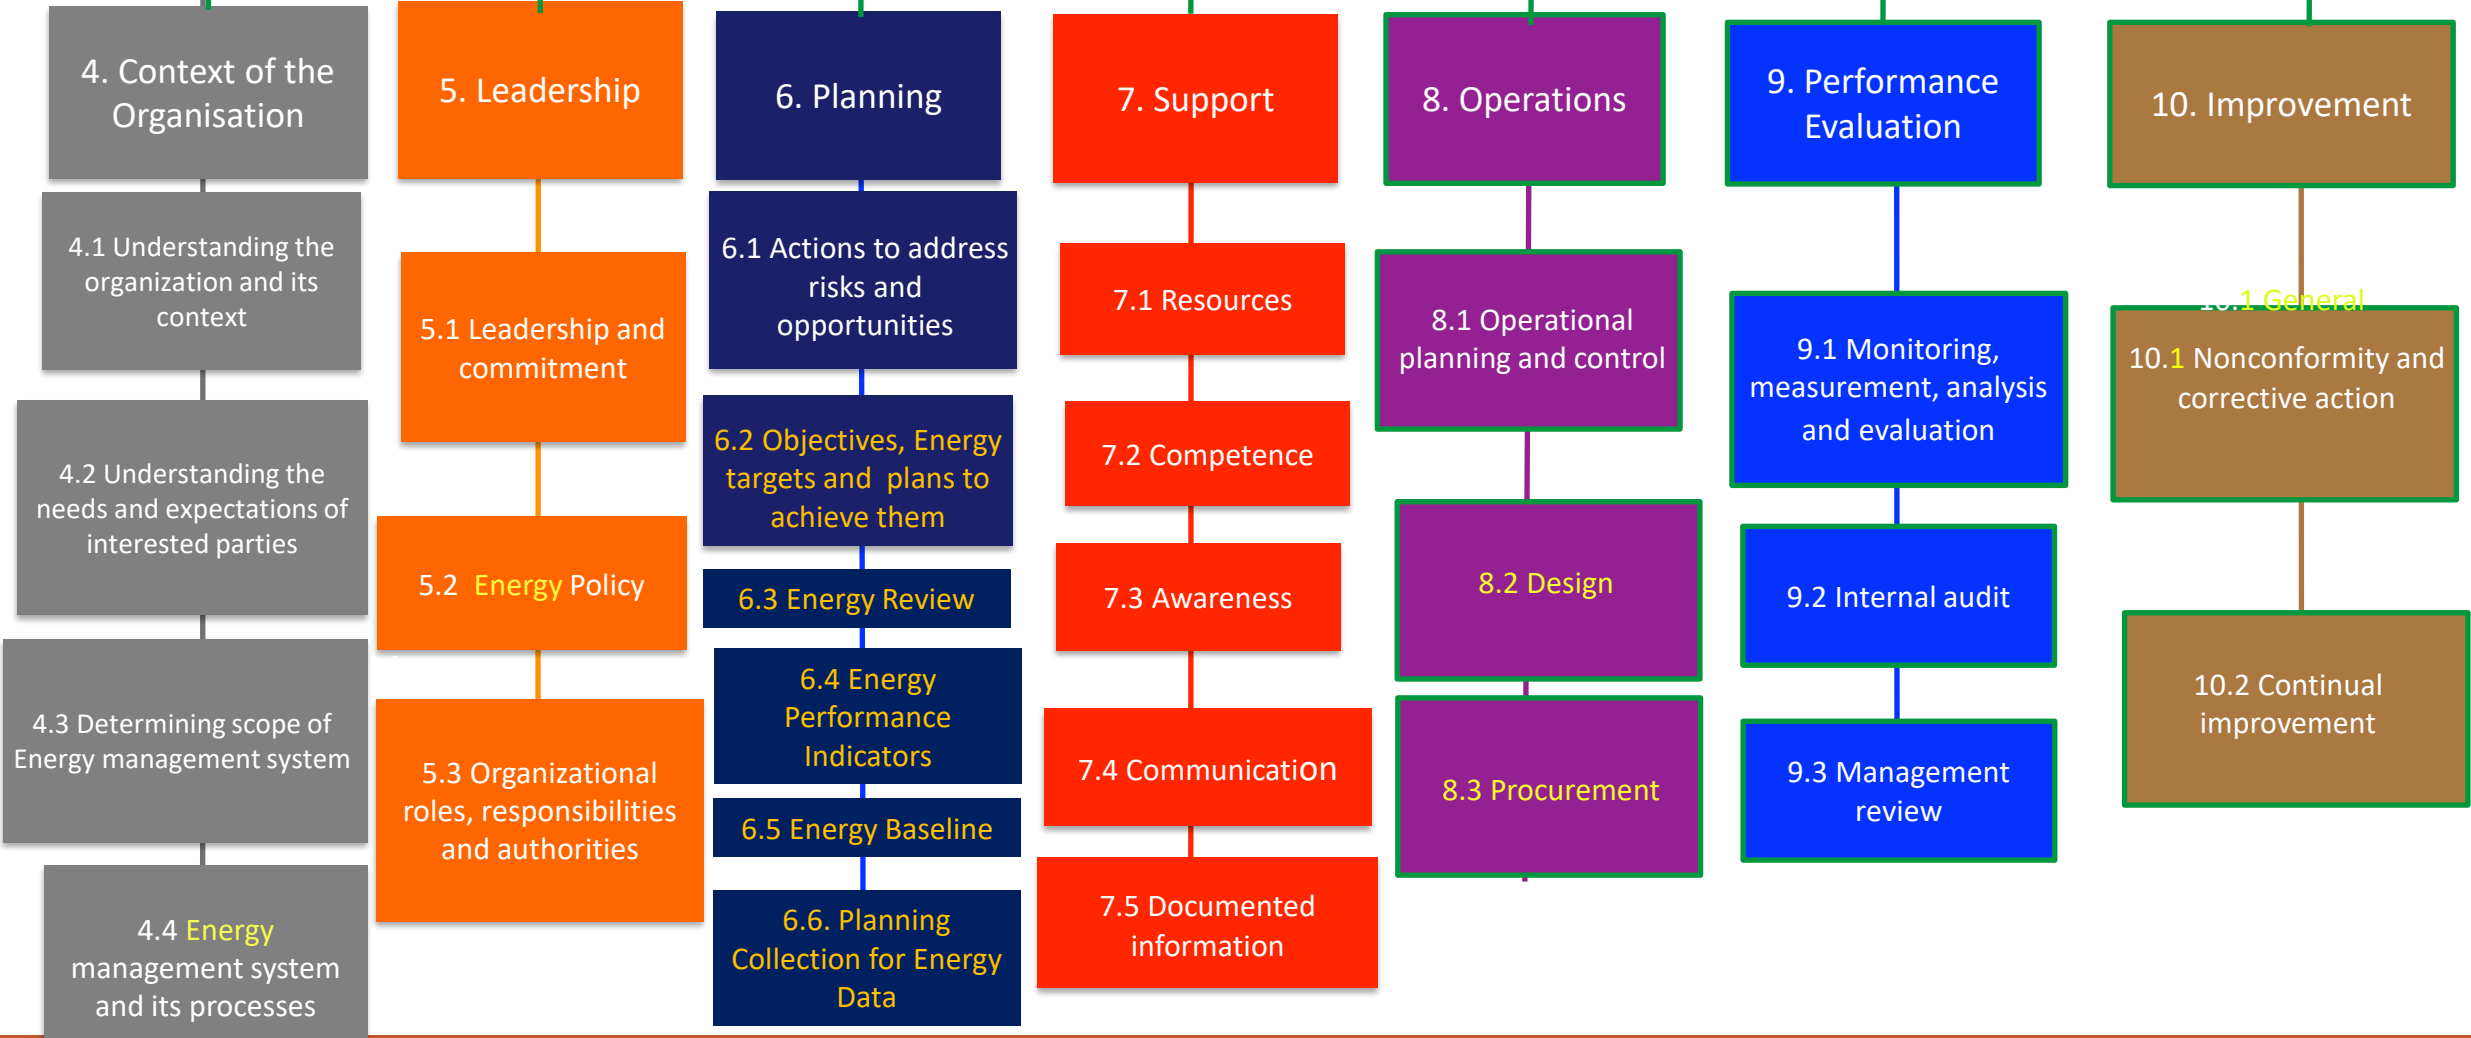 4. Context of the
Organisation
4.1 Understanding the
organization and its
context
4.2 Understanding the
needs and expectations of
interested parties
4.3 Determining scope of
Energy management system
4.4 Energy
management system
and its processes
5. Leadership
5.1 Leadership and
commitment
5.2 Energy Policy
5.3 Organizational
roles, responsibilities
and authorities
6. Planning
6.1 Actions to address
risks and
opportunities
6.2 Objectives, Energy
targets and plans to
achieve them
6.3 Energy Review
6.4 Energy
Performance
Indicators
6.5 Energy Baseline
6.6. Planning
Collection for Energy
Data
7. Support
7.1 Resources
7.2 Competence
7.3 Awareness
7.4 Communication
7.5 Documented
information
8. Operations
8.1 Operational
planning and control
8.2 Design
8.3 Procurement
9. Performance
Evaluation
9.1 Monitoring,
measurement, analysis
and evaluation
9.2 Internal audit
9.3 Management
review
10. Improvement
10.1 General
10.1 Nonconformity and
corrective action
10.2 Continual
improvement